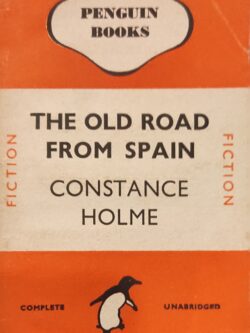 PENGUIN
BOOKS
THE OLD ROAD
FROM SPAIN
CONSTANCE
HOLME
FICTION
FICTION
COMPLETE
UNABRIDGED